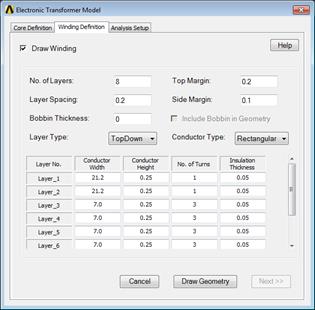 Electronic Transformer Model
Core Definition Winding Definition Analysis Setup
Draw Winding Help
No. of Layers: 8 Top Margin: 0.2
Layer Spacing: 0.2 Side Margin: 0.1
Bobbin Thickness: 0 Include Bobbin in Geometry
Layer Type: TopDown Conductor Type: Rectangular
Layer No. Conductor Width Conductor Height No. of Turns Insulation Thickness
Layer_1 21.2 0.25 1 0.05
Layer_2 21.2 0.25 1 0.05
Layer_3 7.0 0.25 3 0.05
Layer_4 7.0 0.25 3 0.05
Layer_5 7.0 0.25 3 0.05
Layer_6 7.0 0.25 3 0.05
Cancel Draw Geometry Next >>